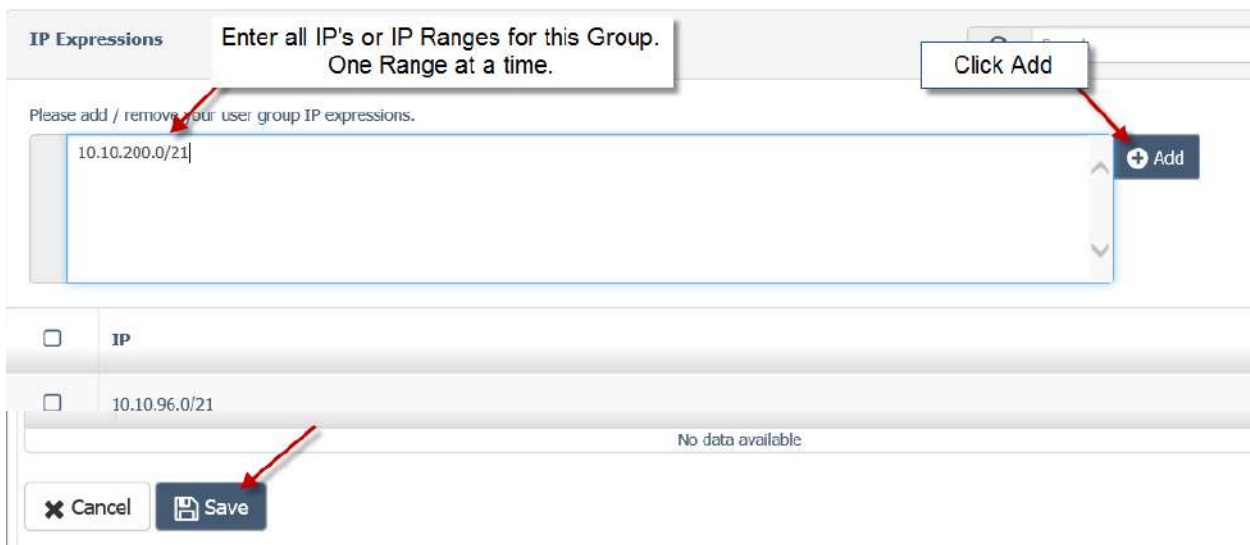 IP Expressions
Enter all IP's or IP Ranges for this Group.
One Range at a time.
Click Add
Please add / remove your user group IP expressions.
10.10.200.0/21
Add
IP
10.10.96.0/21
No data available
Cancel
Save